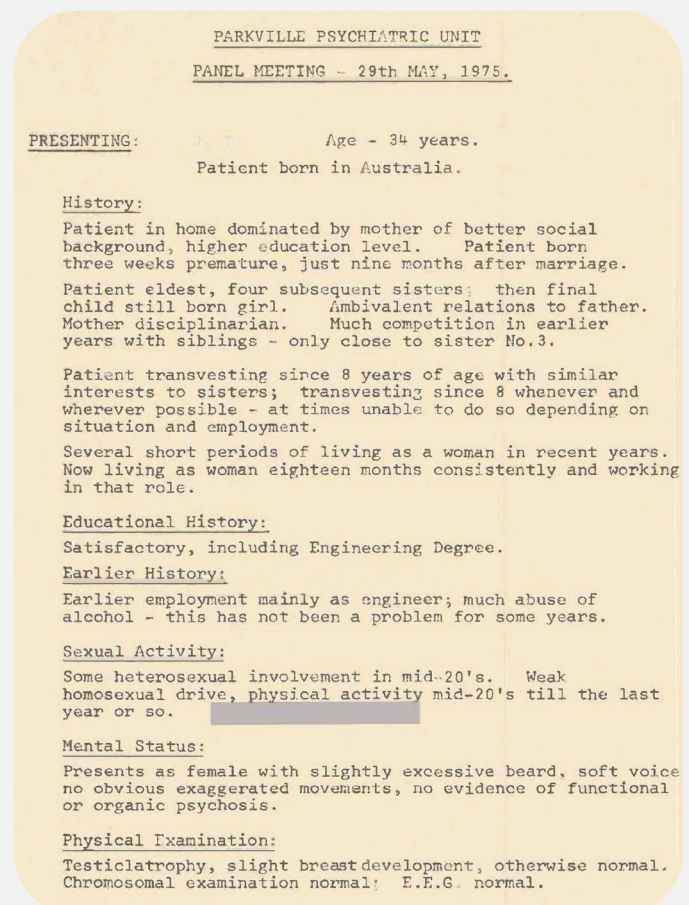 PARKVILLE PSYCHIATRIC UNIT
PANEL MEETING - 29th MAY, 1975.
PRESENTING: Age - 34 years.
Patient born in Australia.
History:
Patient in home dominated by mother of better social
background, higher education level. Patient born
three weeks premature, just nine months after marriage.
Patient eldest, four subsequent sisters; then final
child still born girl. Ambivalent relations to father.
Mother disciplinarian. Much competition in earlier
years with siblings - only close to sister No.3.
Patient transvesting since 8 years of age with similar
interests to sisters; transvesting since 8 whenever and
wherever possible - at times unable to do so depending on
situation and employment.
Several short periods of living as a woman in recent years.
Now living as woman eighteen months consistently and working
in that role.
Educational History:
Satisfactory, including Engineering Degree.
Earlier History:
Earlier employment mainly as engineer; much abuse of
alcohol - this has not been a problem for some years.
Sexual Activity:
Some heterosexual involvement in mid-20's. Weak
homosexual drive, physical activity mid-20's till the last
year or so.
Mental Status:
Presents as female with slightly excessive beard, soft voice
no obvious exaggerated movements, no evidence of functional
or organic psychosis.
Physical Examination:
Testiclatrophy, slight breast development, otherwise normal.
Chromosomal examination normal; E.E.G. normal.